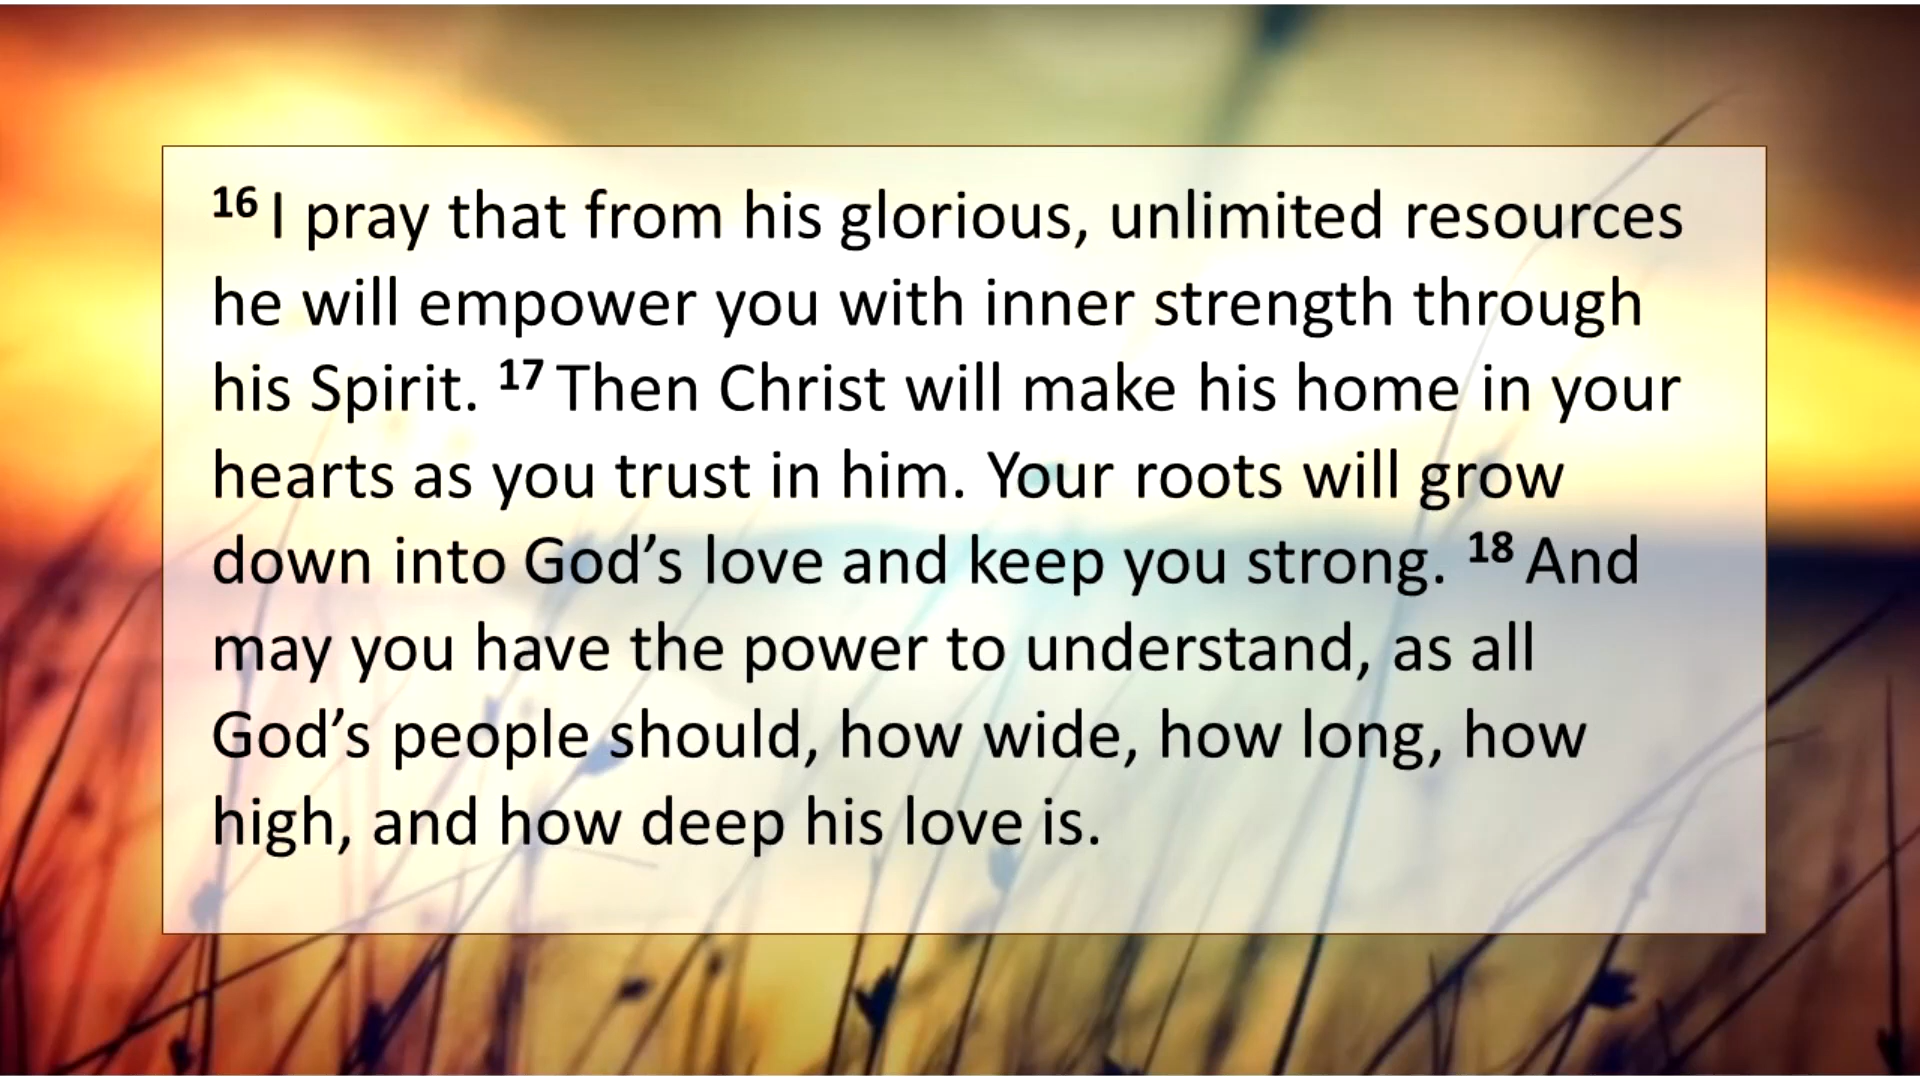 16 I pray that from his glorious, unlimited resources
he will empower you with inner strength through
his Spirit. 17 Then Christ will make his home in your
hearts as you trust in him. Your roots will grow
down into God’s love and keep you strong. 18 And
may you have the power to understand, as all
God’s people should, how wide, how long, how
high, and how deep his love is.